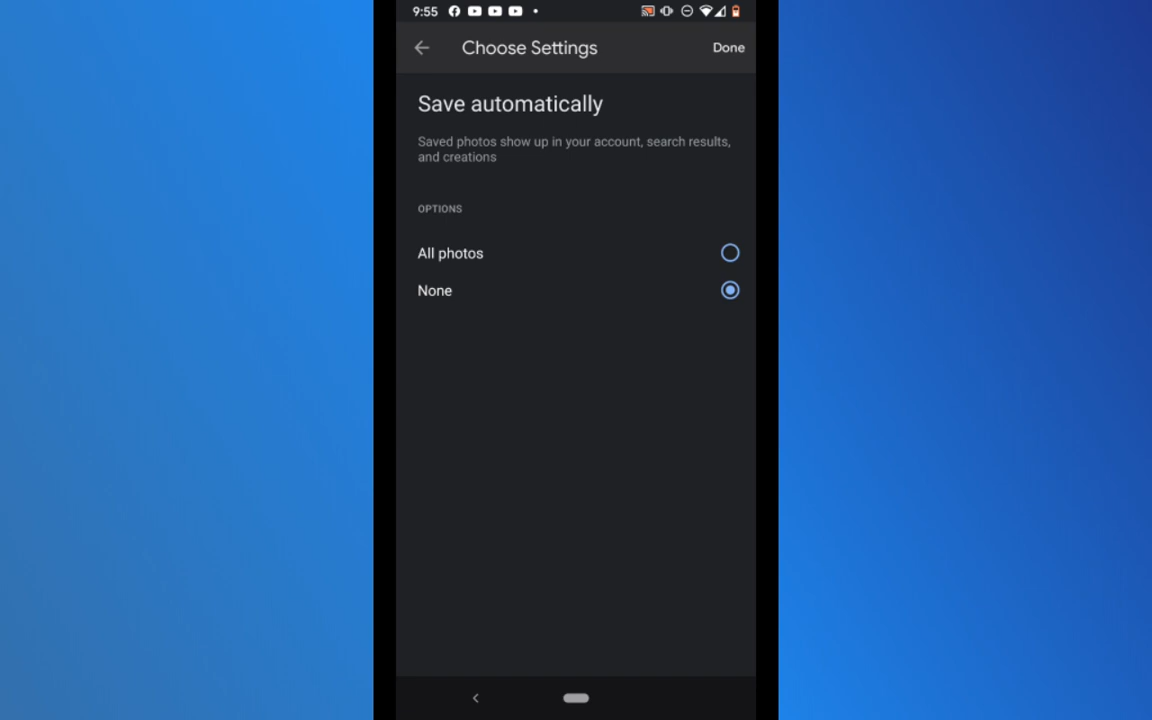 9:55
Choose Settings
Done
Save automatically
Saved photos show up in your account, search results,
and creations
OPTIONS
All photos
None